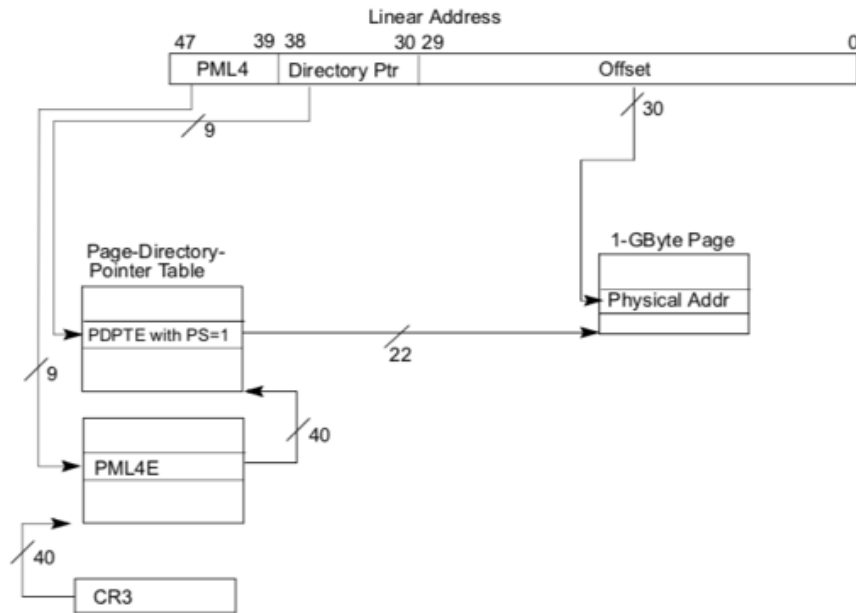 Linear Address
47 39 38 30 29 0
PML4 Directory Ptr Offset
9
30
Page-Directory-
Pointer Table
1-GByte Page
Physical Addr
PDPTE with PS=1
22
9
40
PML4E
40
CR3